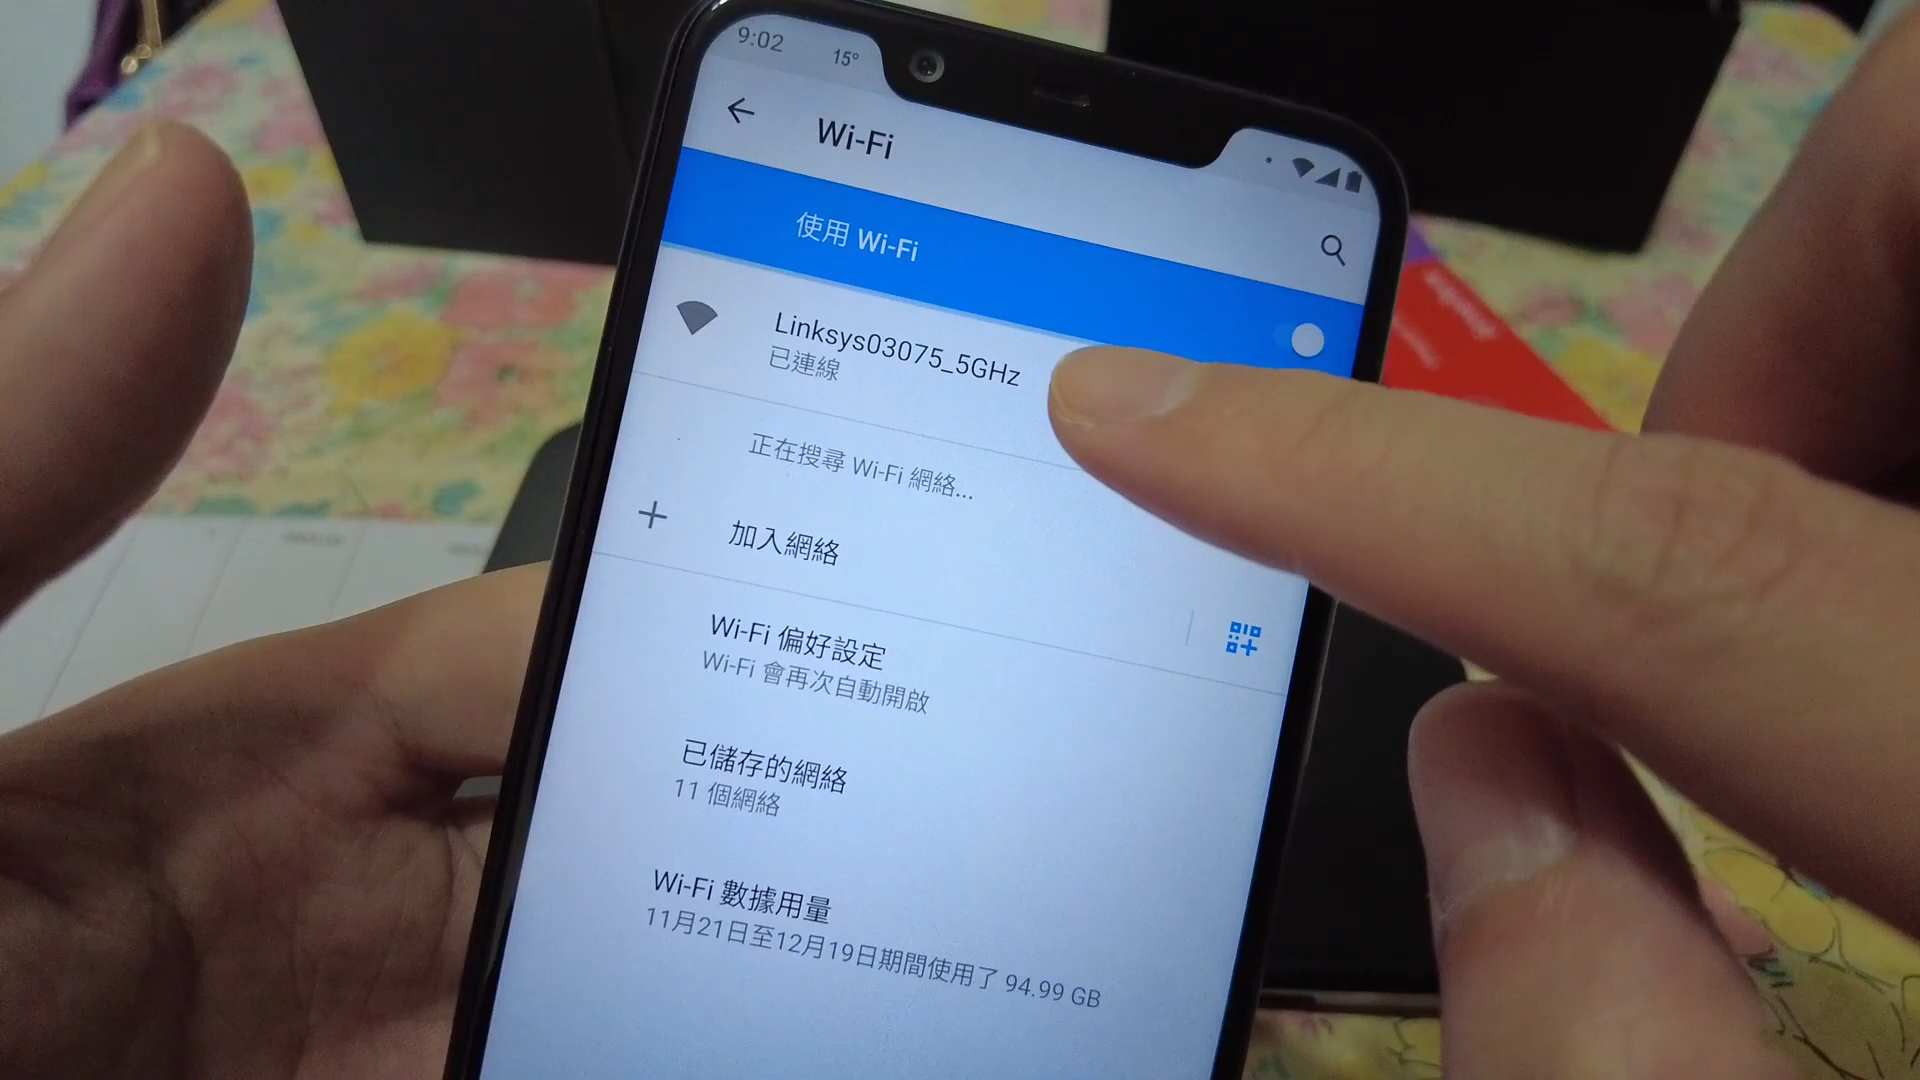 9:02
15°
Wi-Fi
使用 Wi-Fi
Linksys03075_5GHz
已連線
正在搜尋 Wi-Fi 網絡...
加入網絡
Wi-Fi 偏好設定
Wi-Fi 會再次自動開啟
已儲存的網絡
11 個網絡
Wi-Fi 數據用量
11月21日至12月19日期間使用了 94.99 GB